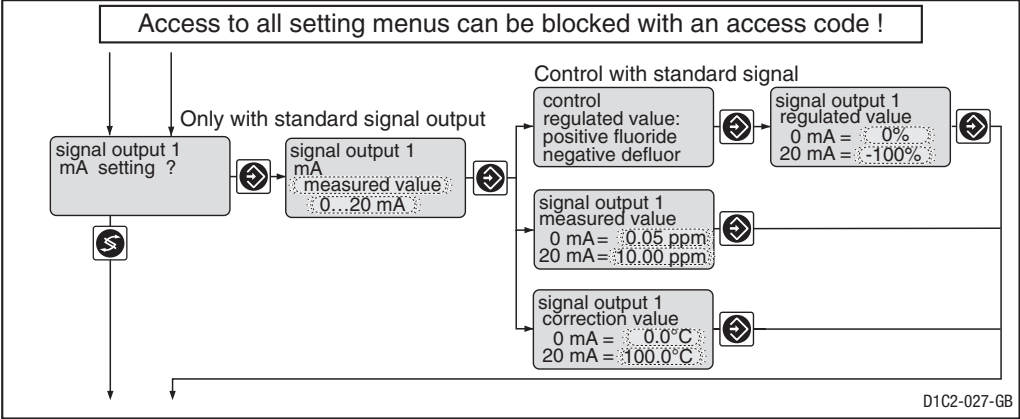 Access to all setting menus can be blocked with an access code !
Control with standard signal
Only with standard signal output
signal output 1
mA setting ?
signal output 1
mA
measured value
0...20 mA
control
regulated value:
positive fluoride
negative defluor
signal output 1
regulated value
0 mA = 0%
20 mA = -100%
signal output 1
measured value
0 mA = 0.05 ppm
20 mA = 10.00 ppm
signal output 1
correction value
0 mA = 0.0°C
20 mA = 100.0°C
D1C2-027-GB